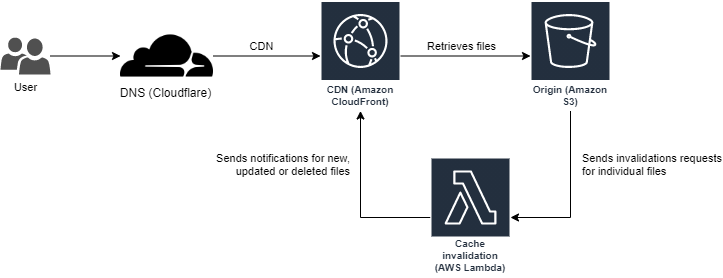 User
DNS (Cloudflare)
CDN
CDN (Amazon
CloudFront)
Retrieves files
Origin (Amazon
S3)
Sends notifications for new,
updated or deleted files
Sends invalidations requests
for individual files
Cache
invalidation
(AWS Lambda)